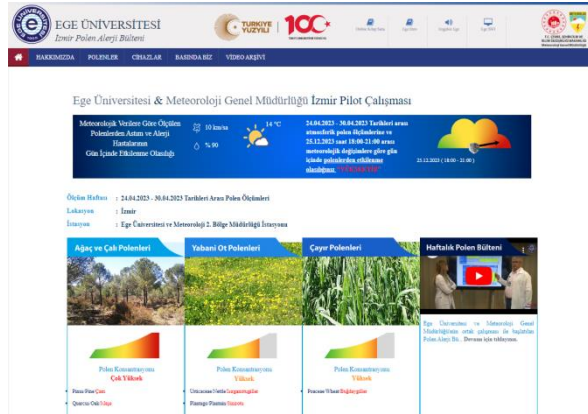 EGE ÜNİVERSİTESİ
İzmir Polen Alerji Bülteni
TÜRKİYE
YÜZYILI
100
HAKKIMIZDA POLENLER CİHAZLAR BASINDA BİZ VİDEO ARŞİVİ
Ege Üniversitesi & Meteoroloji Genel Müdürlüğü İzmir Pilot Çalışması
Meteorolojik Verilere Göre Ölçülen
Polenlerden Astım ve Alerji
Hastalarının
Gün İçinde Etkilenme Olasılığı
10 km/sa
% 90
14 °C
24.04.2023 - 30.04.2023 Tarihleri arası
atmosferik polen ölçümlerine ve
25.12.2023 saat 18:00-21:00 arası
meteorolojik değişimlere göre gün
içinde polenlerden etkilenme
olasılığınız
25.12.2023 ( 18:00 - 21:00 )
Ölçüm Haftası : 24.04.2023 - 30.04.2023 Tarihleri Arası Polen Ölçümleri
Lokasyon : İzmir
İstasyon : Ege Üniversitesi ve Meteoroloji 2. Bölge Müdürlüğü İstasyonu
Ağaç ve Çalı Polenleri
Yabani Ot Polenleri
Çayır Polenleri
Haftalık Polen Bülteni
Polen Konsantrasyonu
Çok Yüksek
Polen Konsantrasyonu
Yüksek
Polen Konsantrasyonu
Yüksek
Ege Üniversitesi ve Meteoroloji Genel
Müdürlüğünün ortak çalışması ile başlatılan
Polen Alerji Bü... Devamı için tıklayınız.